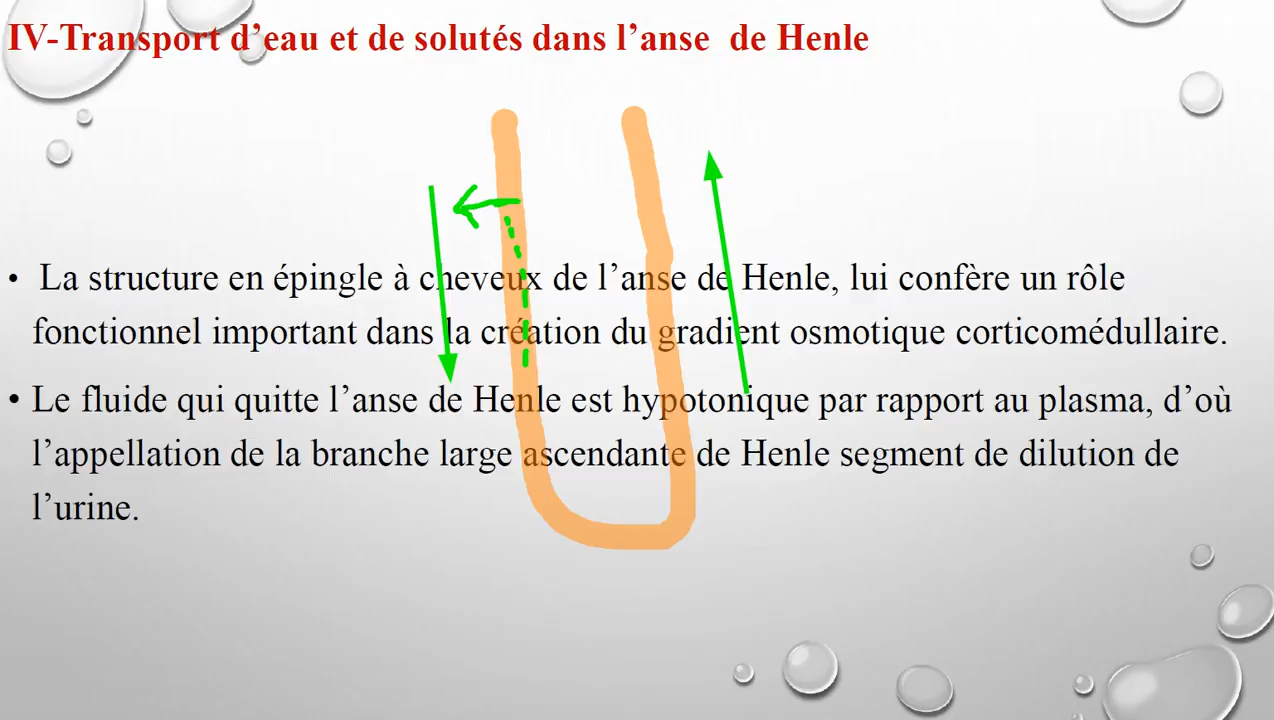 IV-Transport d’eau et de solutés dans l’anse de Henle
• La structure en épingle à cheveux de l’anse de Henle, lui confère un rôle
fonctionnel important dans la création du gradient osmotique corticomédullaire.
• Le fluide qui quitte l’anse de Henle est hypotonique par rapport au plasma, d’où
l’appellation de la branche large ascendante de Henle segment de dilution de
l’urine.